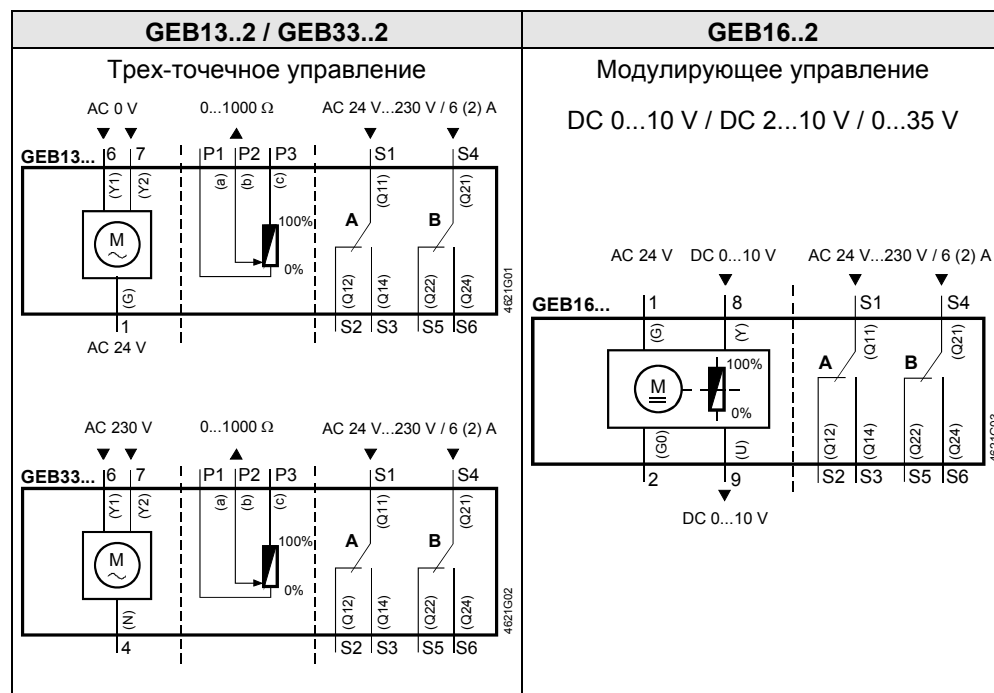 GEB13..2 / GEB33..2
GEB16..2
Трех-точечное управление
AC 0 V 0...1000 Ω AC 24 V...230 V / 6 (2) A
GEB13... 6 7 P1 P2 P3 S1 S4
(Y1) (Y2) (a) (b) (c) (Q11) (Q21)
M A B
100%
0%
(G) (Q12) (Q14) (Q22) (Q24)
1 S2 S3 S5 S6
AC 24 V
4621G01
AC 230 V 0...1000 Ω AC 24 V...230 V / 6 (2) A
GEB33... 6 7 P1 P2 P3 S1 S4
(Y1) (Y2) (a) (b) (c) (Q11) (Q21)
M A B
100%
0%
(N) (Q12) (Q14) (Q22) (Q24)
4 S2 S3 S5 S6
4621G02
Модулирующее управление
DC 0...10 V / DC 2...10 V / 0...35 V
AC 24 V DC 0...10 V AC 24 V...230 V / 6 (2) A
GEB16... 1 8 S1 S4
(G) (Y) (Q11) (Q21)
M A B
100%
0%
(G0) (U) (Q12) (Q14) (Q22) (Q24)
2 9 S2 S3 S5 S6
DC 0...10 V
4621G03